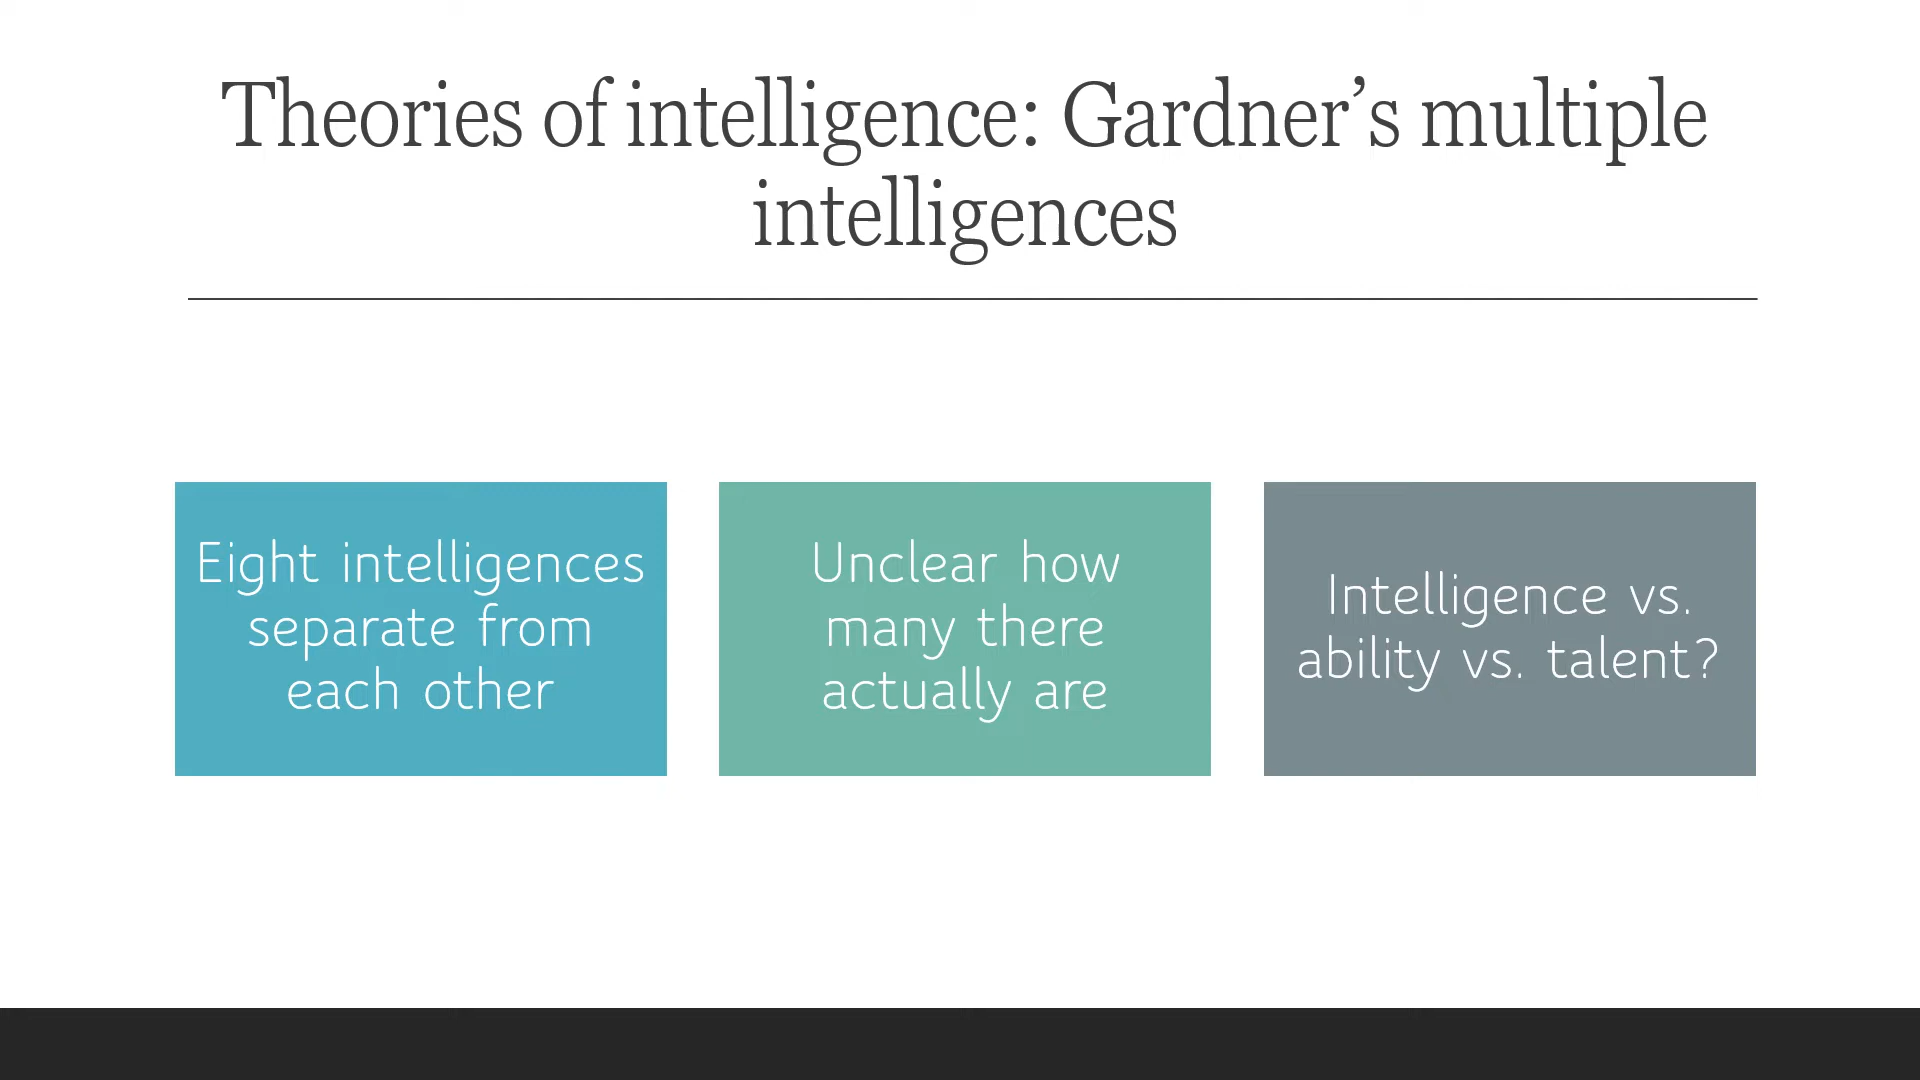 Theories of intelligence: Gardner’s multiple
intelligences
Eight intelligences
separate from
each other
Unclear how
many there
actually are
Intelligence vs.
ability vs. talent?